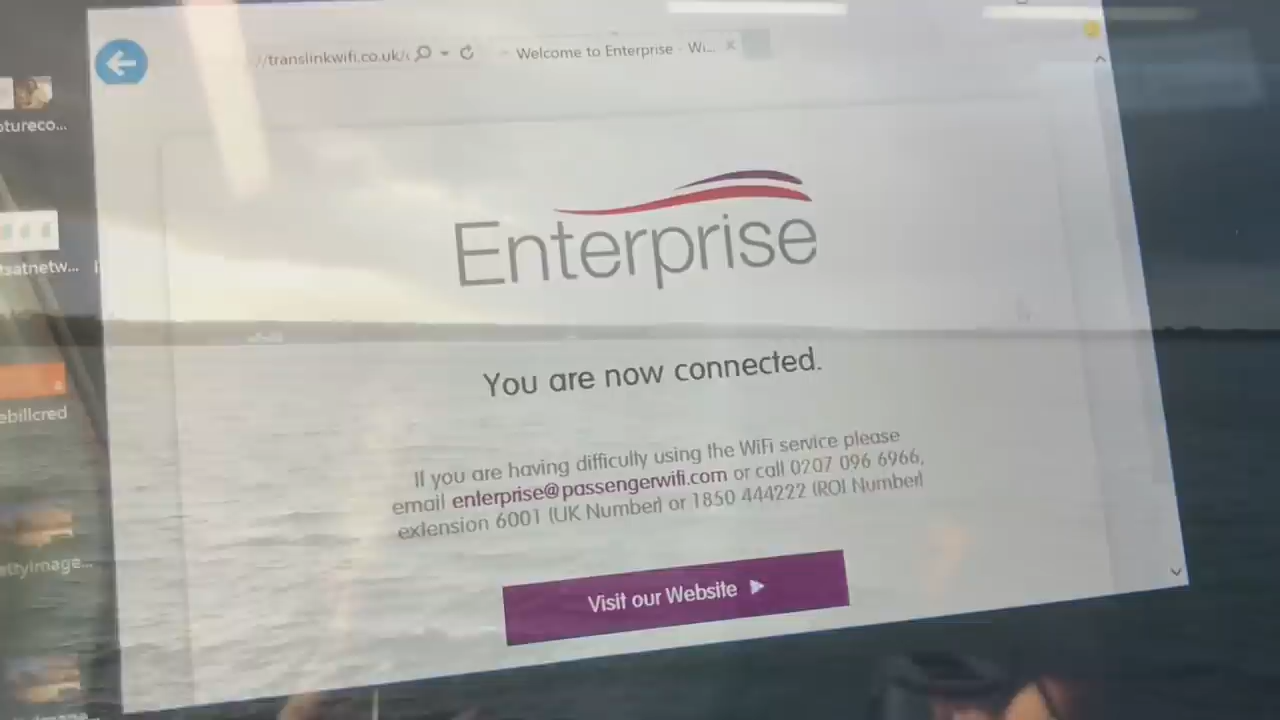 //translinkwifi.co.uk/
Welcome to Enterprise - Wi...
otureco...
Enterprise
tsatnetw...
You are now connected.
ebillcred
If you are having difficulty using the WiFi service please
email enterprise@passengerwifi.com or call 0207 096 6966,
extension 6001 (UK Number) or 1850 444222 (ROI Number)
ettyimage...
Visit our Website